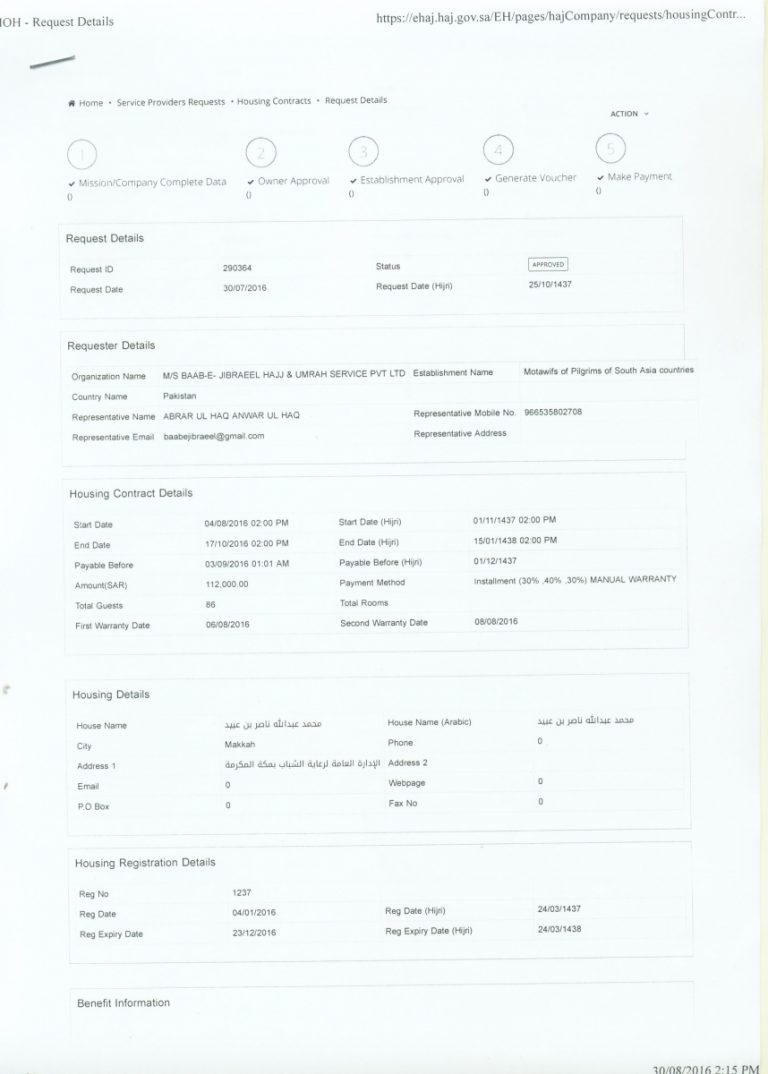 IOH - Request Details
https://ehaj.haj.gov.sa/EH/pages/hajCompany/requests/housingContr...
Home • Service Providers Requests • Housing Contracts • Request Details
ACTION
1 2 3 4 5
✔ Mission/Company Complete Data ✔ Owner Approval ✔ Establishment Approval ✔ Generate Voucher ✔ Make Payment
() () () () ()
Request Details
Request ID 290364 Status APPROVED
Request Date 30/07/2016 Request Date (Hijri) 25/10/1437
Requester Details
Organization Name M/S BAAB-E- JIBRAEEL HAJJ & UMRAH SERVICE PVT LTD Establishment Name Motawifs of Pilgrims of South Asia countries
Country Name Pakistan
Representative Name ABRAR UL HAQ ANWAR UL HAQ Representative Mobile No. 966535802708
Representative Email baabejibraeel@gmail.com Representative Address
Housing Contract Details
Start Date 04/08/2016 02:00 PM Start Date (Hijri) 01/11/1437 02:00 PM
End Date 17/10/2016 02:00 PM End Date (Hijri) 15/01/1438 02:00 PM
Payable Before 03/09/2016 01:01 AM Payable Before (Hijri) 01/12/1437
Amount(SAR) 112,000.00 Payment Method Installment (30% ,40% ,30%) MANUAL WARRANTY
Total Guests 86 Total Rooms
First Warranty Date 06/08/2016 Second Warranty Date 08/08/2016
Housing Details
House Name محمد عبدالله ناصر بن عبيد House Name (Arabic) محمد عبدالله ناصر بن عبيد
City Makkah Phone 0
Address 1 الإدارة العامة لرعاية الشباب بمكة المكرمة Address 2
Email 0 Webpage 0
P.O Box 0 Fax No 0
Housing Registration Details
Reg No 1237
Reg Date 04/01/2016 Reg Date (Hijri) 24/03/1437
Reg Expiry Date 23/12/2016 Reg Expiry Date (Hijri) 24/03/1438
Benefit Information
30/08/2016 2:15 PM